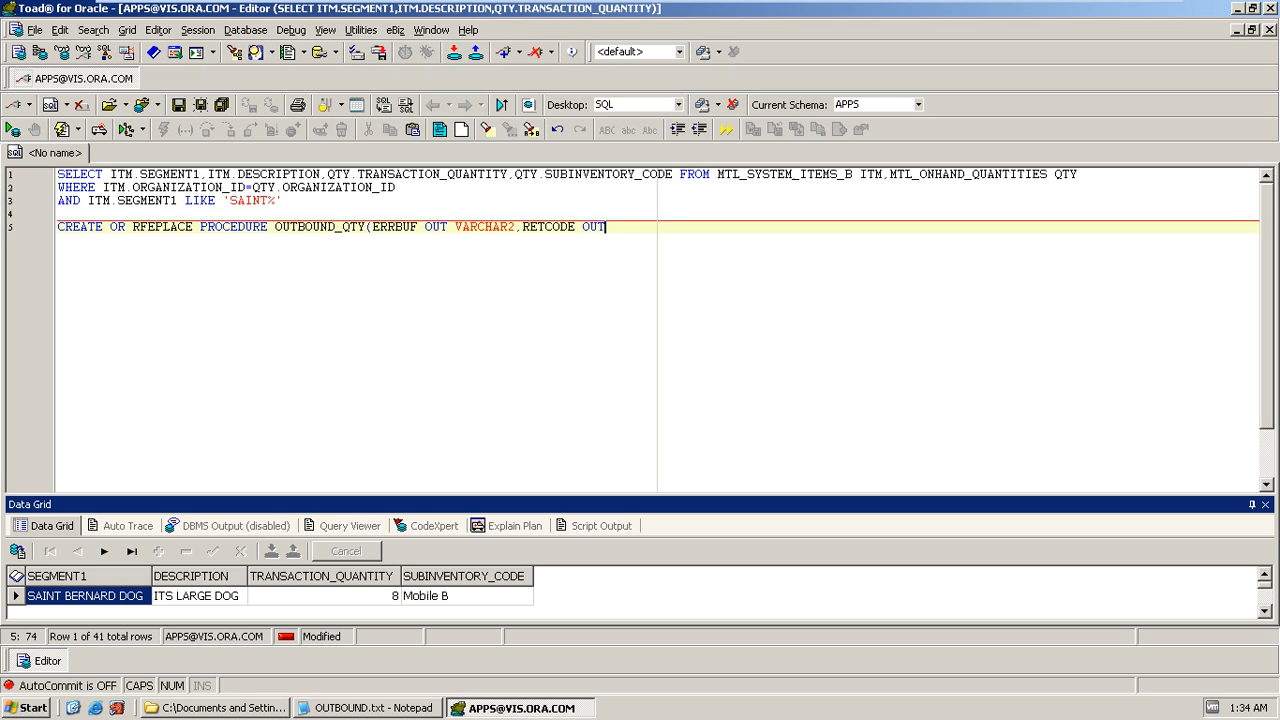 Toad® for Oracle - [APPS@VIS.ORA.COM - Editor (SELECT ITM.SEGMENT1,ITM.DESCRIPTION,QTY.TRANSACTION_QUANTITY)]
File Edit Search Grid Editor Session Database Debug View Utilities eBiz Window Help
<default>
APPS@VIS.ORA.COM
SQL Desktop: SQL Current Schema: APPS
ABC abc Abc
sql <No name>
1 SELECT ITM.SEGMENT1,ITM.DESCRIPTION,QTY.TRANSACTION_QUANTITY,QTY.SUBINVENTORY_CODE FROM MTL_SYSTEM_ITEMS_B ITM,MTL_ONHAND_QUANTITIES QTY
2 WHERE ITM.ORGANIZATION_ID=QTY.ORGANIZATION_ID
3 AND ITM.SEGMENT1 LIKE 'SAINT%'
4
5 CREATE OR RFEPLACE PROCEDURE OUTBOUND_QTY(ERRBUF OUT VARCHAR2,RETCODE OUT
Data Grid
Data Grid Auto Trace DBMS Output (disabled) Query Viewer CodeXpert Explain Plan Script Output
Cancel
SEGMENT1 DESCRIPTION TRANSACTION_QUANTITY SUBINVENTORY_CODE
SAINT BERNARD DOG ITS LARGE DOG 8 Mobile B
5: 74 Row 1 of 41 total rows APPS@VIS.ORA.COM Modified
Editor
AutoCommit is OFF CAPS NUM INS
Start C:\Documents and Settin... OUTBOUND.txt - Notepad APPS@VIS.ORA.COM 1:34 AM